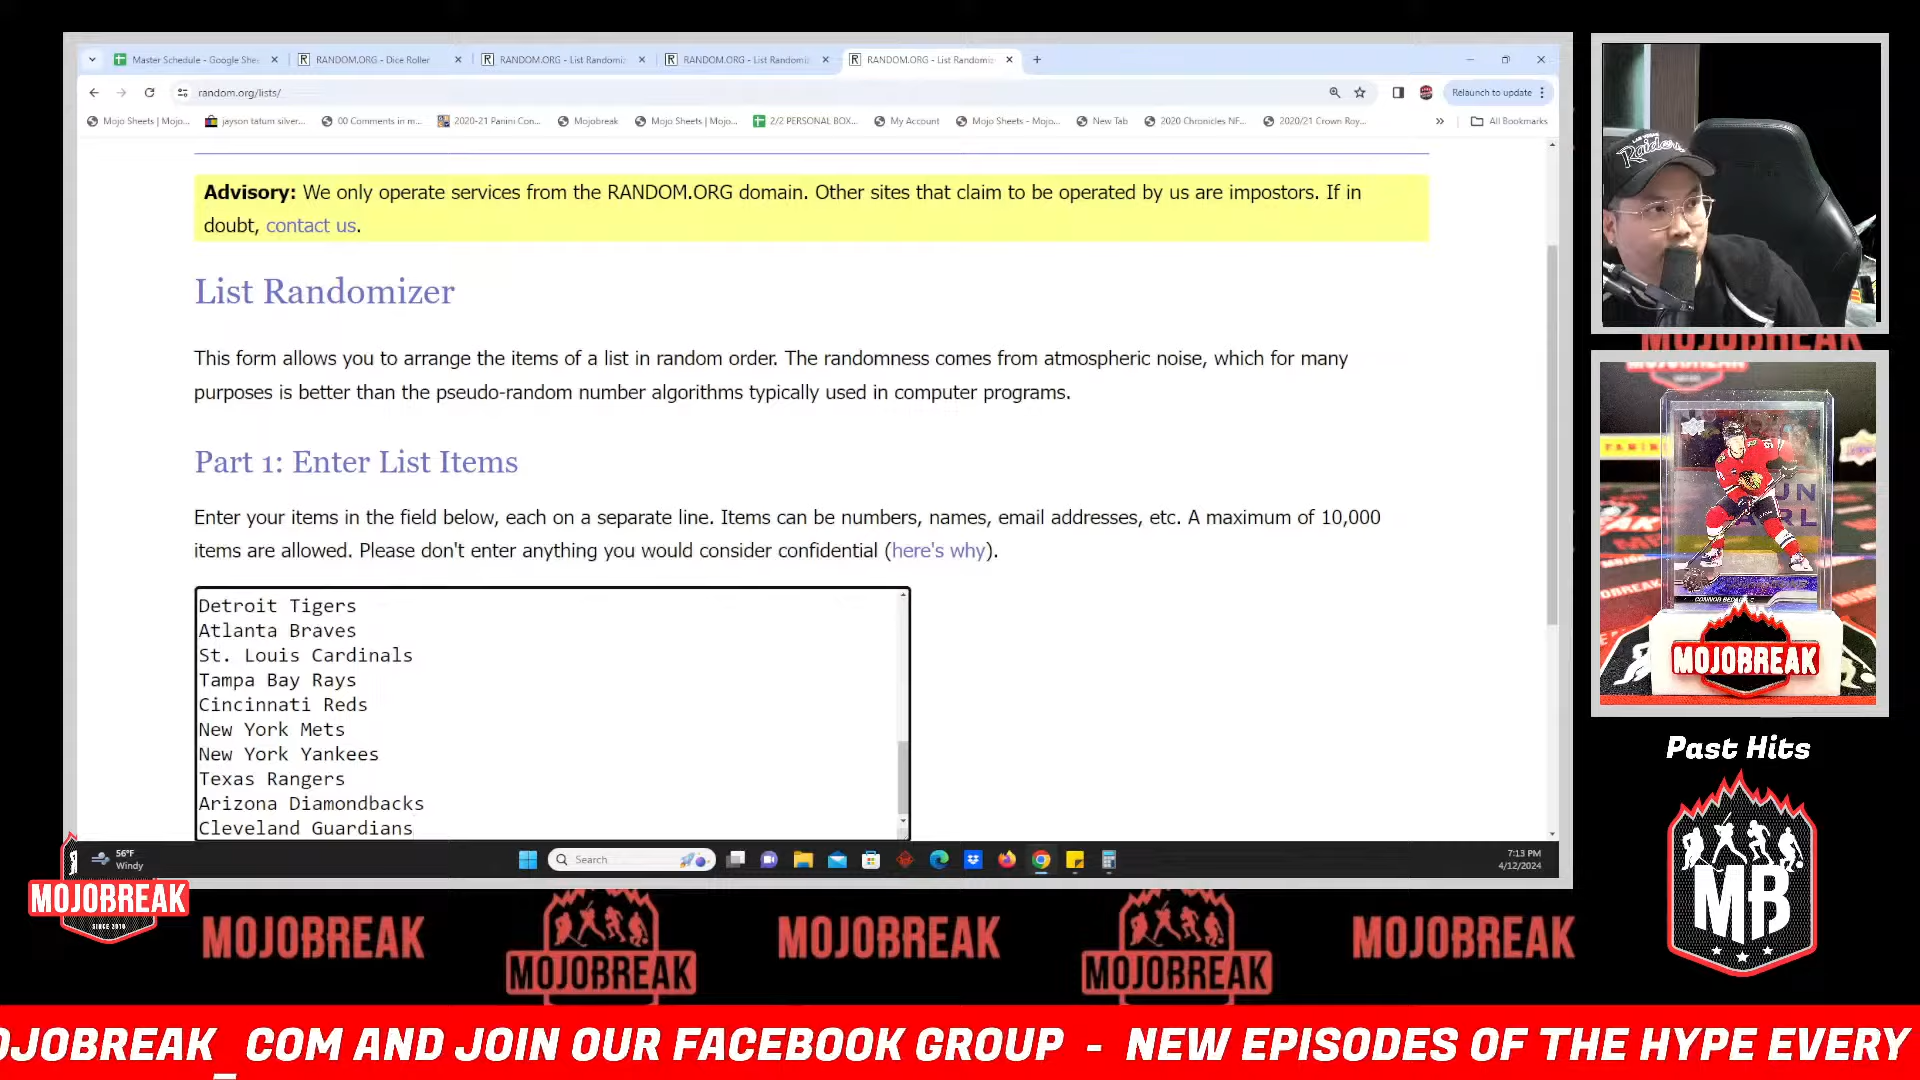 Master Schedule - Google She
RANDOM.ORG - Dice Roller
RANDOM.ORG - List Randomiz
RANDOM.ORG - List Randomiz
RANDOM.ORG - List Randomiz
random.org/lists/
Relaunch to update
Mojo Sheets | Mojo...
jayson tatum silver...
00 Comments in m...
2020-21 Panini Con...
Mojobreak
Mojo Sheets | Mojo...
2/2 PERSONAL BOX...
My Account
Mojo Sheets - Mojo...
New Tab
2020 Chronicles NF...
2020/21 Crown Roy...
All Bookmarks
Advisory: We only operate services from the RANDOM.ORG domain. Other sites that claim to be operated by us are impostors. If in
doubt, contact us.
List Randomizer
This form allows you to arrange the items of a list in random order. The randomness comes from atmospheric noise, which for many
purposes is better than the pseudo-random number algorithms typically used in computer programs.
Part 1: Enter List Items
Enter your items in the field below, each on a separate line. Items can be numbers, names, email addresses, etc. A maximum of 10,000
items are allowed. Please don't enter anything you would consider confidential (here's why).
Detroit Tigers
Atlanta Braves
St. Louis Cardinals
Tampa Bay Rays
Cincinnati Reds
New York Mets
New York Yankees
Texas Rangers
Arizona Diamondbacks
Cleveland Guardians
56°F
Windy
Search
7:13 PM
4/12/2024
Raiders
MOJOBREAK
Past Hits
MB
MOJOBREAK
SINCE 2010
MOJOBREAK
MOJOBREAK
MOJOBREAK
MOJOBREAK
MOJOBREAK
OJOBREAK_COM AND JOIN OUR FACEBOOK GROUP - NEW EPISODES OF THE HYPE EVERY